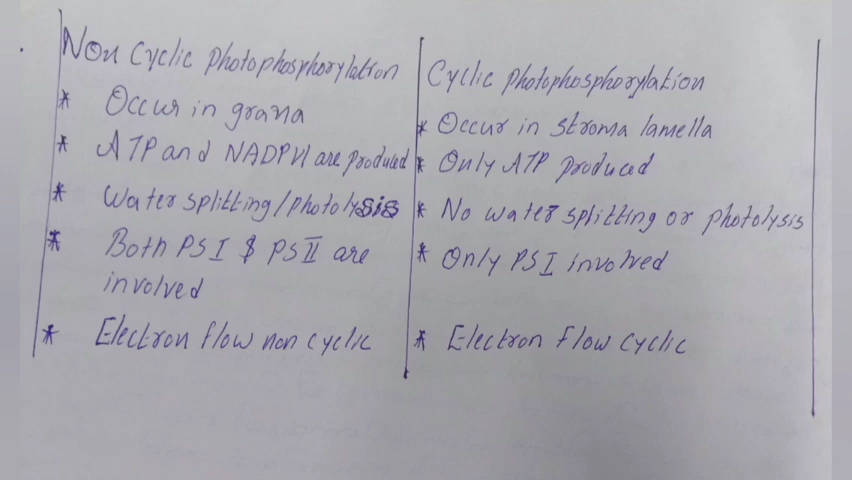 Non Cyclic photophosphorylation
* Occur in grana
* ATP and NADPH are produced
* Water splitting/photolysis
* Both PS I & PS II are
involved
* Electron flow non cyclic
Cyclic photophosphorylation
* Occur in stroma lamella
* Only ATP produced
* No water splitting or photolysis
* Only PS I involved
* Electron flow cyclic